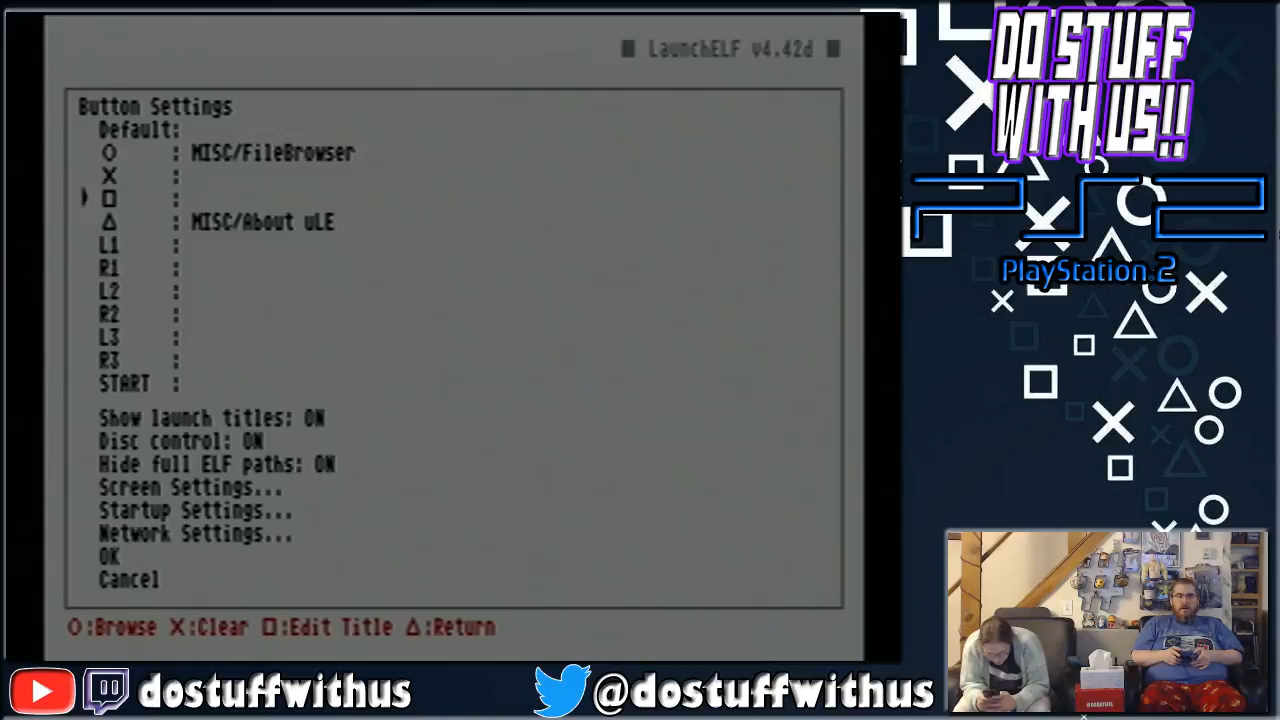 LaunchELF v4.42d
Button Settings
Default:
○ : MISC/FileBrowser
X :
□ :
△ : MISC/About uLE
L1 :
R1 :
L2 :
R2 :
L3 :
R3 :
START :
Show launch titles: ON
Disc control: ON
Hide full ELF paths: ON
Screen Settings...
Startup Settings...
Network Settings...
OK
Cancel
○:Browse X:Clear □:Edit Title △:Return
DO STUFF
WITH US!!
PS2
PlayStation.2
dostuffwithus
@dostuffwithus